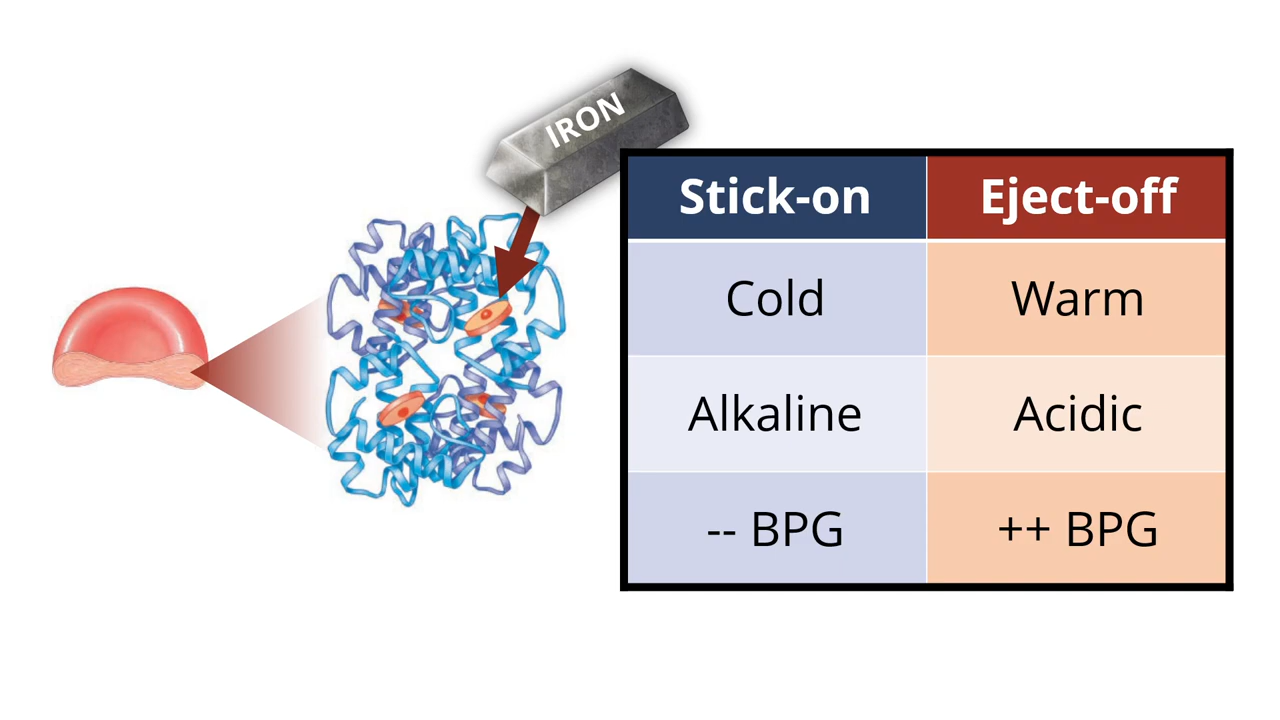 IRON
Stick-on Eject-off
Cold Warm
Alkaline Acidic
-- BPG ++ BPG